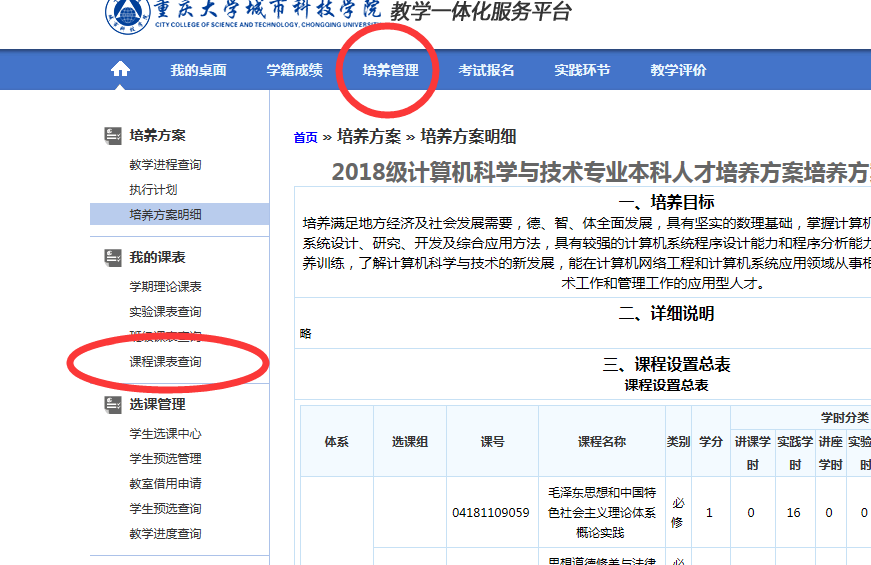 重庆大学城市科技学院 教学一体化服务平台
CITY COLLEGE OF SCIENCE AND TECHNOLOGY, CHONGQING UNIVERSITY
我的桌面 学籍成绩 培养管理 考试报名 实践环节 教学评价
培养方案
教学进程查询
执行计划
培养方案明细
我的课表
学期理论课表
实验课表查询
班级课表查询
课程课表查询
选课管理
学生选课中心
学生预选管理
教室借用申请
学生预选查询
教学进度查询
首页 » 培养方案 » 培养方案明细
2018级计算机科学与技术专业本科人才培养方案培养方
一、培养目标
培养满足地方经济及社会发展需要，德、智、体全面发展，具有坚实的数理基础，掌握计算机
系统设计、研究、开发及综合应用方法，具有较强的计算机系统程序设计能力和程序分析能力
养训练，了解计算机科学与技术的新发展，能在计算机网络工程和计算机系统应用领域从事相
术工作和管理工作的应用型人才。
二、详细说明
略
三、课程设置总表
课程设置总表
学时分类
体系 选课组 课号 课程名称 类别 学分 讲课学时 实践学时 讲座学时 实验时
04181109059 毛泽东思想和中国特色社会主义理论体系概论实践 必修 1 0 16 0 0
思想道德修养与法律 必